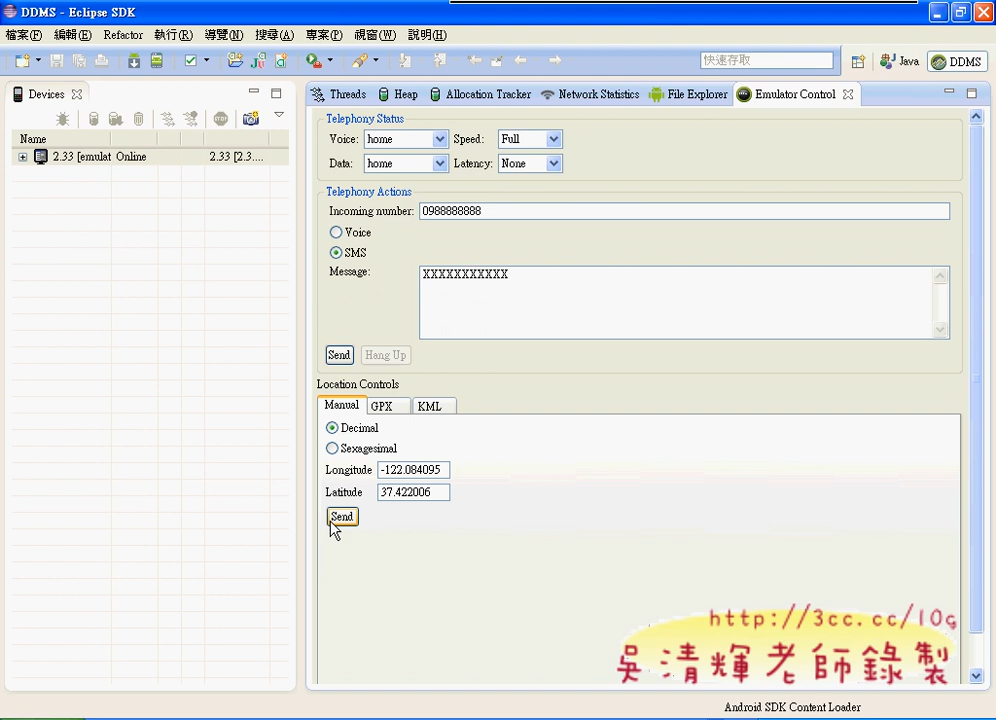 DDMS - Eclipse SDK
檔案(F) 編輯(E) Refactor 執行(R) 導覽(N) 搜尋(A) 專案(P) 視窗(W) 說明(H)
快速存取 Java DDMS
Devices
Name
2.33 [emulat Online 2.33 [2.3....
Threads Heap Allocation Tracker Network Statistics File Explorer Emulator Control
Telephony Status
Voice: home Speed: Full
Data: home Latency: None
Telephony Actions
Incoming number: 0988888888
Voice
SMS
Message: XXXXXXXXXXX
Send Hang Up
Location Controls
Manual GPX KML
Decimal
Sexagesimal
Longitude -122.084095
Latitude 37.422006
Send
http://3cc.cc/10g
吳清輝老師錄製
Android SDK Content Loader